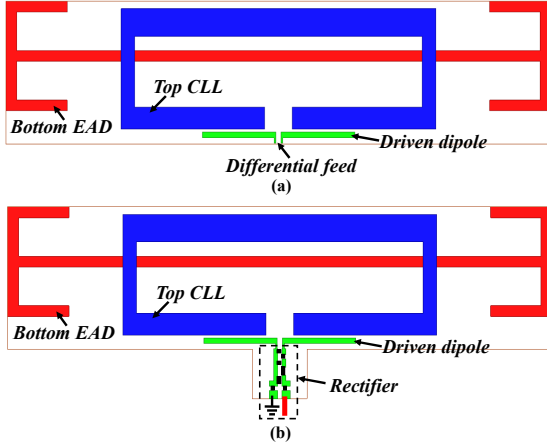 Top CLL
Bottom EAD
Driven dipole
Differential feed
(a)
Top CLL
Bottom EAD
Driven dipole
Rectifier
(b)